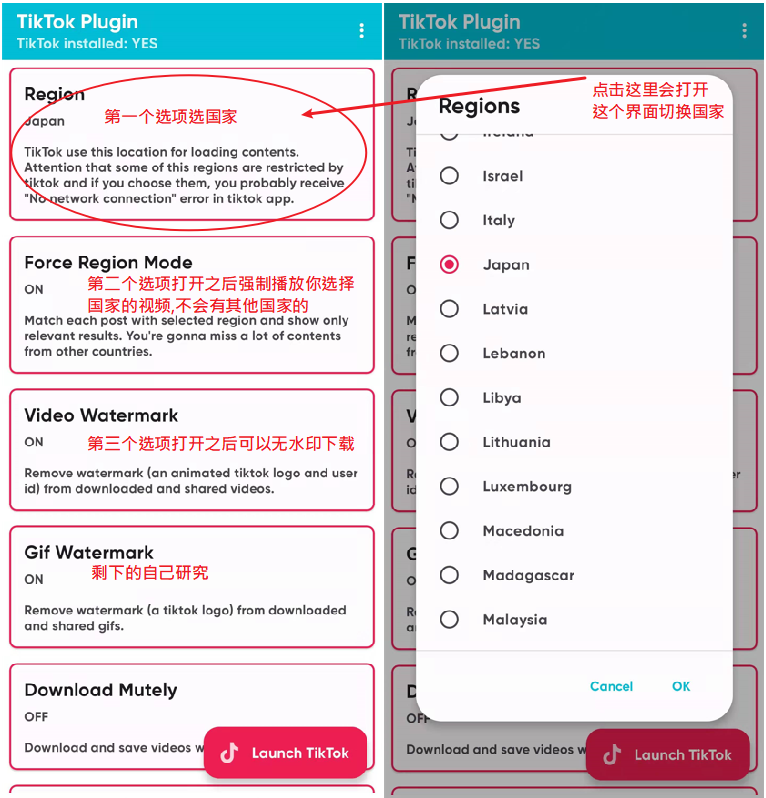 TikTok Plugin
TikTok installed: YES
Region
Japan
第一个选项选国家
TikTok use this location for loading contents.
Attention that some of this regions are restricted by
tiktok and if you choose them, you probably receive
"No network connection" error in tiktok app.
Force Region Mode
ON
第二个选项打开之后强制播放你选择
国家的视频,不会有其他国家的
Match each post with selected region and show only
relevant results. You're gonna miss a lot of contents
from other countries.
Video Watermark
ON
第三个选项打开之后可以无水印下载
Remove watermark (an animated tiktok logo and user
id) from downloaded and shared videos.
Gif Watermark
ON
剩下的自己研究
Remove watermark (a tiktok logo) from downloaded
and shared gifs.
Download Mutely
OFF
Download and save videos w
Launch TikTok
TikTok Plugin
TikTok installed: YES
点击这里会打开
这个界面切换国家
Regions
Ireland
Israel
Italy
Japan
Latvia
Lebanon
Libya
Lithuania
Luxembourg
Macedonia
Madagascar
Malaysia
Cancel
OK
OFF
Download and save videos w
Launch TikTok